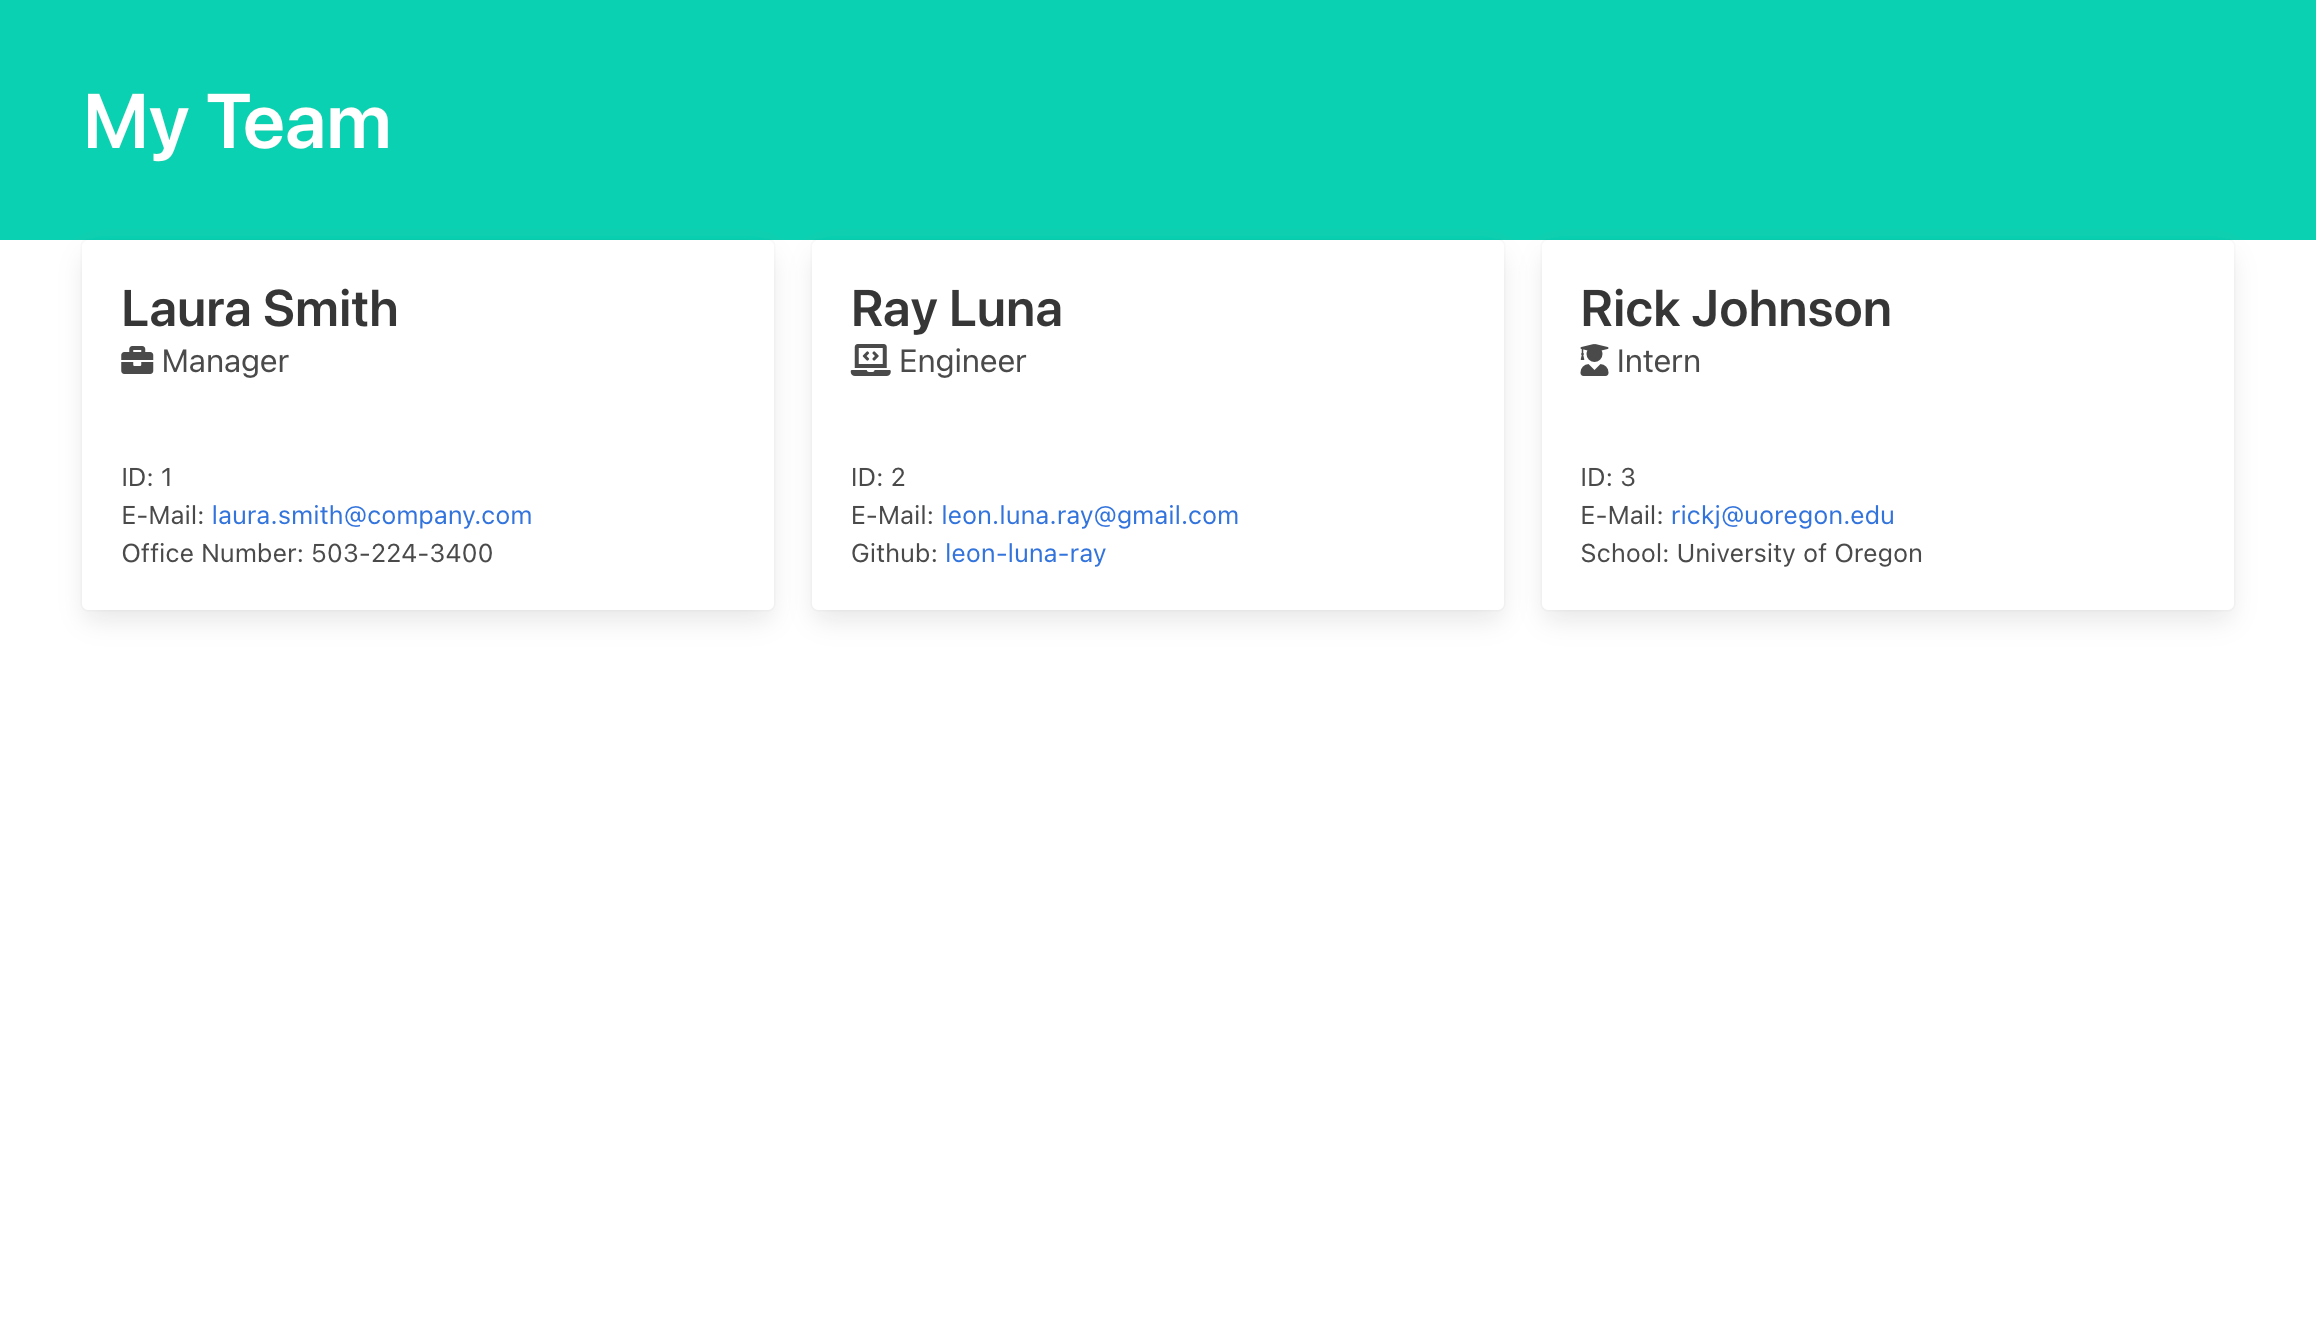 My Team
Laura Smith
Manager
ID: 1
E-Mail: laura.smith@company.com
Office Number: 503-224-3400
Ray Luna
Engineer
ID: 2
E-Mail: leon.luna.ray@gmail.com
Github: leon-luna-ray
Rick Johnson
Intern
ID: 3
E-Mail: rickj@uoregon.edu
School: University of Oregon